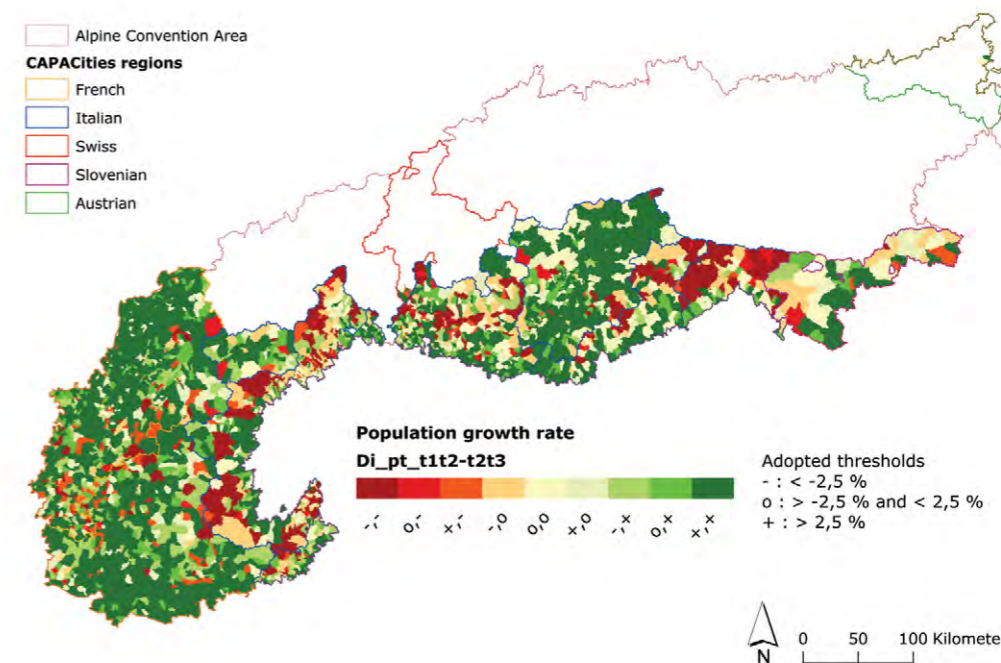 Alpine Convention Area
CAPACities regions
French
Italian
Swiss
Slovenian
Austrian
Population growth rate
Di_pt_t1t2-t2t3
-,- o,- +,- -,o o,o +,o -,+ o,+ +,+
Adopted thresholds
- : < -2,5 %
o : > -2,5 % and < 2,5 %
+ : > 2,5 %
N
0 50 100 Kilomete